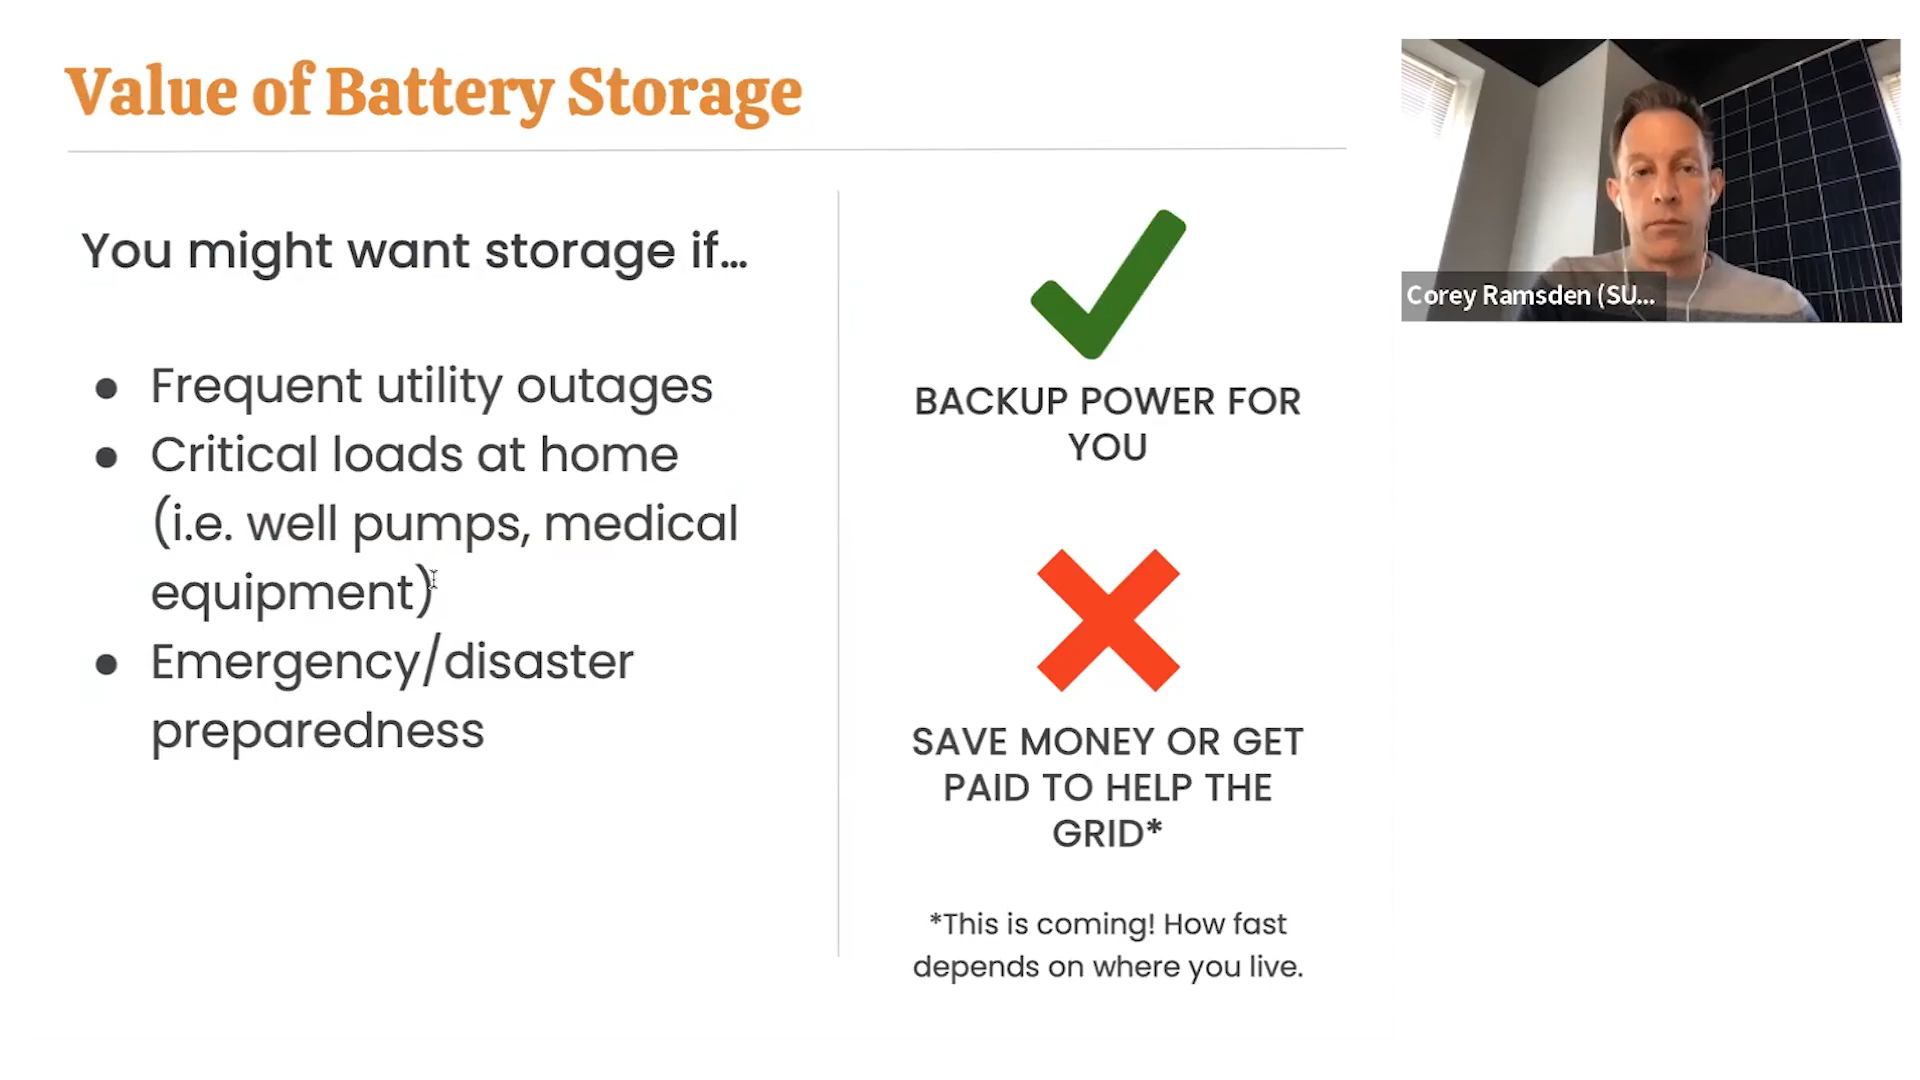 Value of Battery Storage
You might want storage if...
● Frequent utility outages
● Critical loads at home
(i.e. well pumps, medical
equipment)
● Emergency/disaster
preparedness
BACKUP POWER FOR
YOU
SAVE MONEY OR GET
PAID TO HELP THE
GRID*
*This is coming! How fast
depends on where you live.
Corey Ramsden (SU...